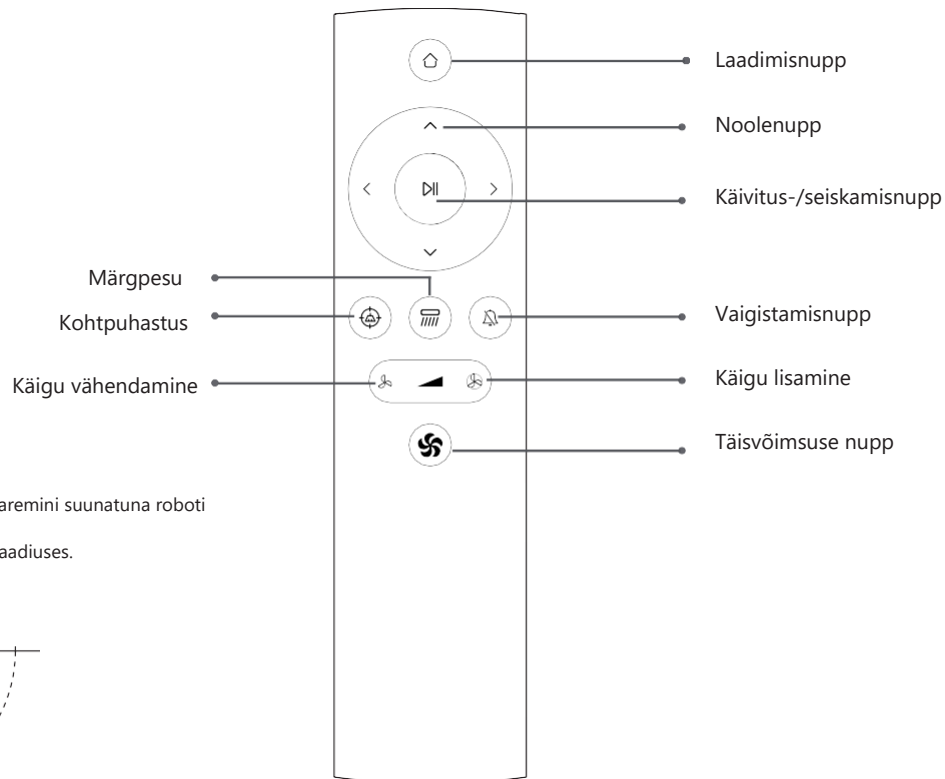 Laadimisnupp
Noolenupp
Käivitus-/seiskamisnupp
Märgpesu
Kohtpuhastus
Vaigistamisnupp
Käigu vähendamine
Käigu lisamine
Täisvõimsuse nupp
aremini suunatuna roboti
aadiuses.